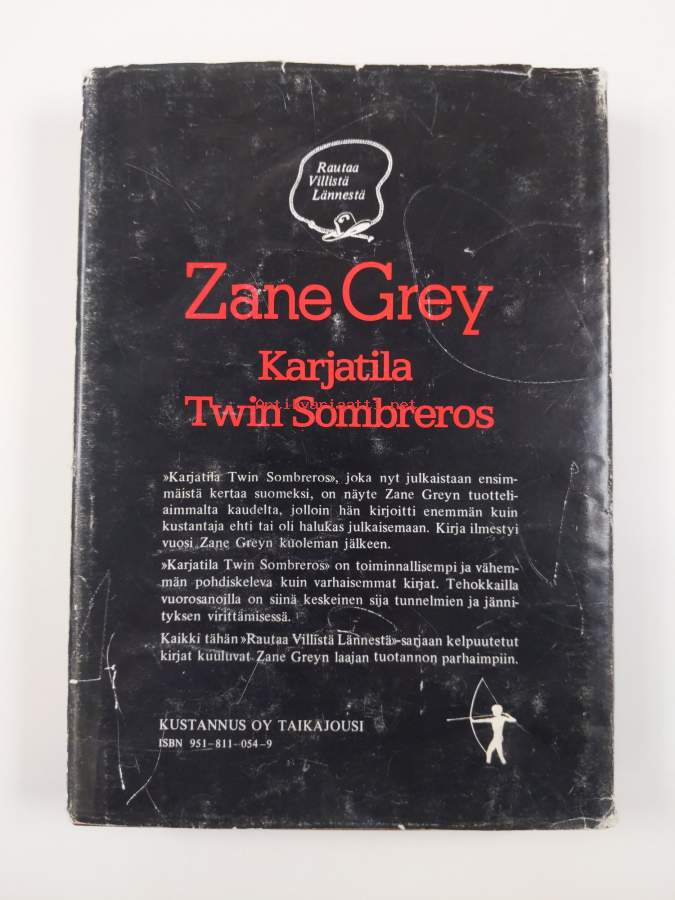 Rautaa
Villistä
Lännestä
Zane Grey
Karjatila
Twin Sombreros
Antikvariaatti.net
»Karjatila Twin Sombreros», joka nyt julkaistaan ensim-
mäistä kertaa suomeksi, on näyte Zane Greyn tuotteli-
aimmalta kaudelta, jolloin hän kirjoitti enemmän kuin
kustantaja ehti tai oli halukas julkaisemaan. Kirja ilmestyi
vuosi Zane Greyn kuoleman jälkeen.
»Karjatila Twin Sombreros» on toiminnallisempi ja vähem-
män pohdiskeleva kuin varhaisemmat kirjat. Tehokkailla
vuorosanoilla on siinä keskeinen sija tunnelmien ja jänni-
tyksen virittämisessä.
Kaikki tähän »Rautaa Villistä Lännestä»-sarjaan kelpuutetut
kirjat kuuluvat Zane Greyn laajan tuotannon parhaimpiin.
KUSTANNUS OY TAIKAJOUSI
ISBN 951-811-054-9